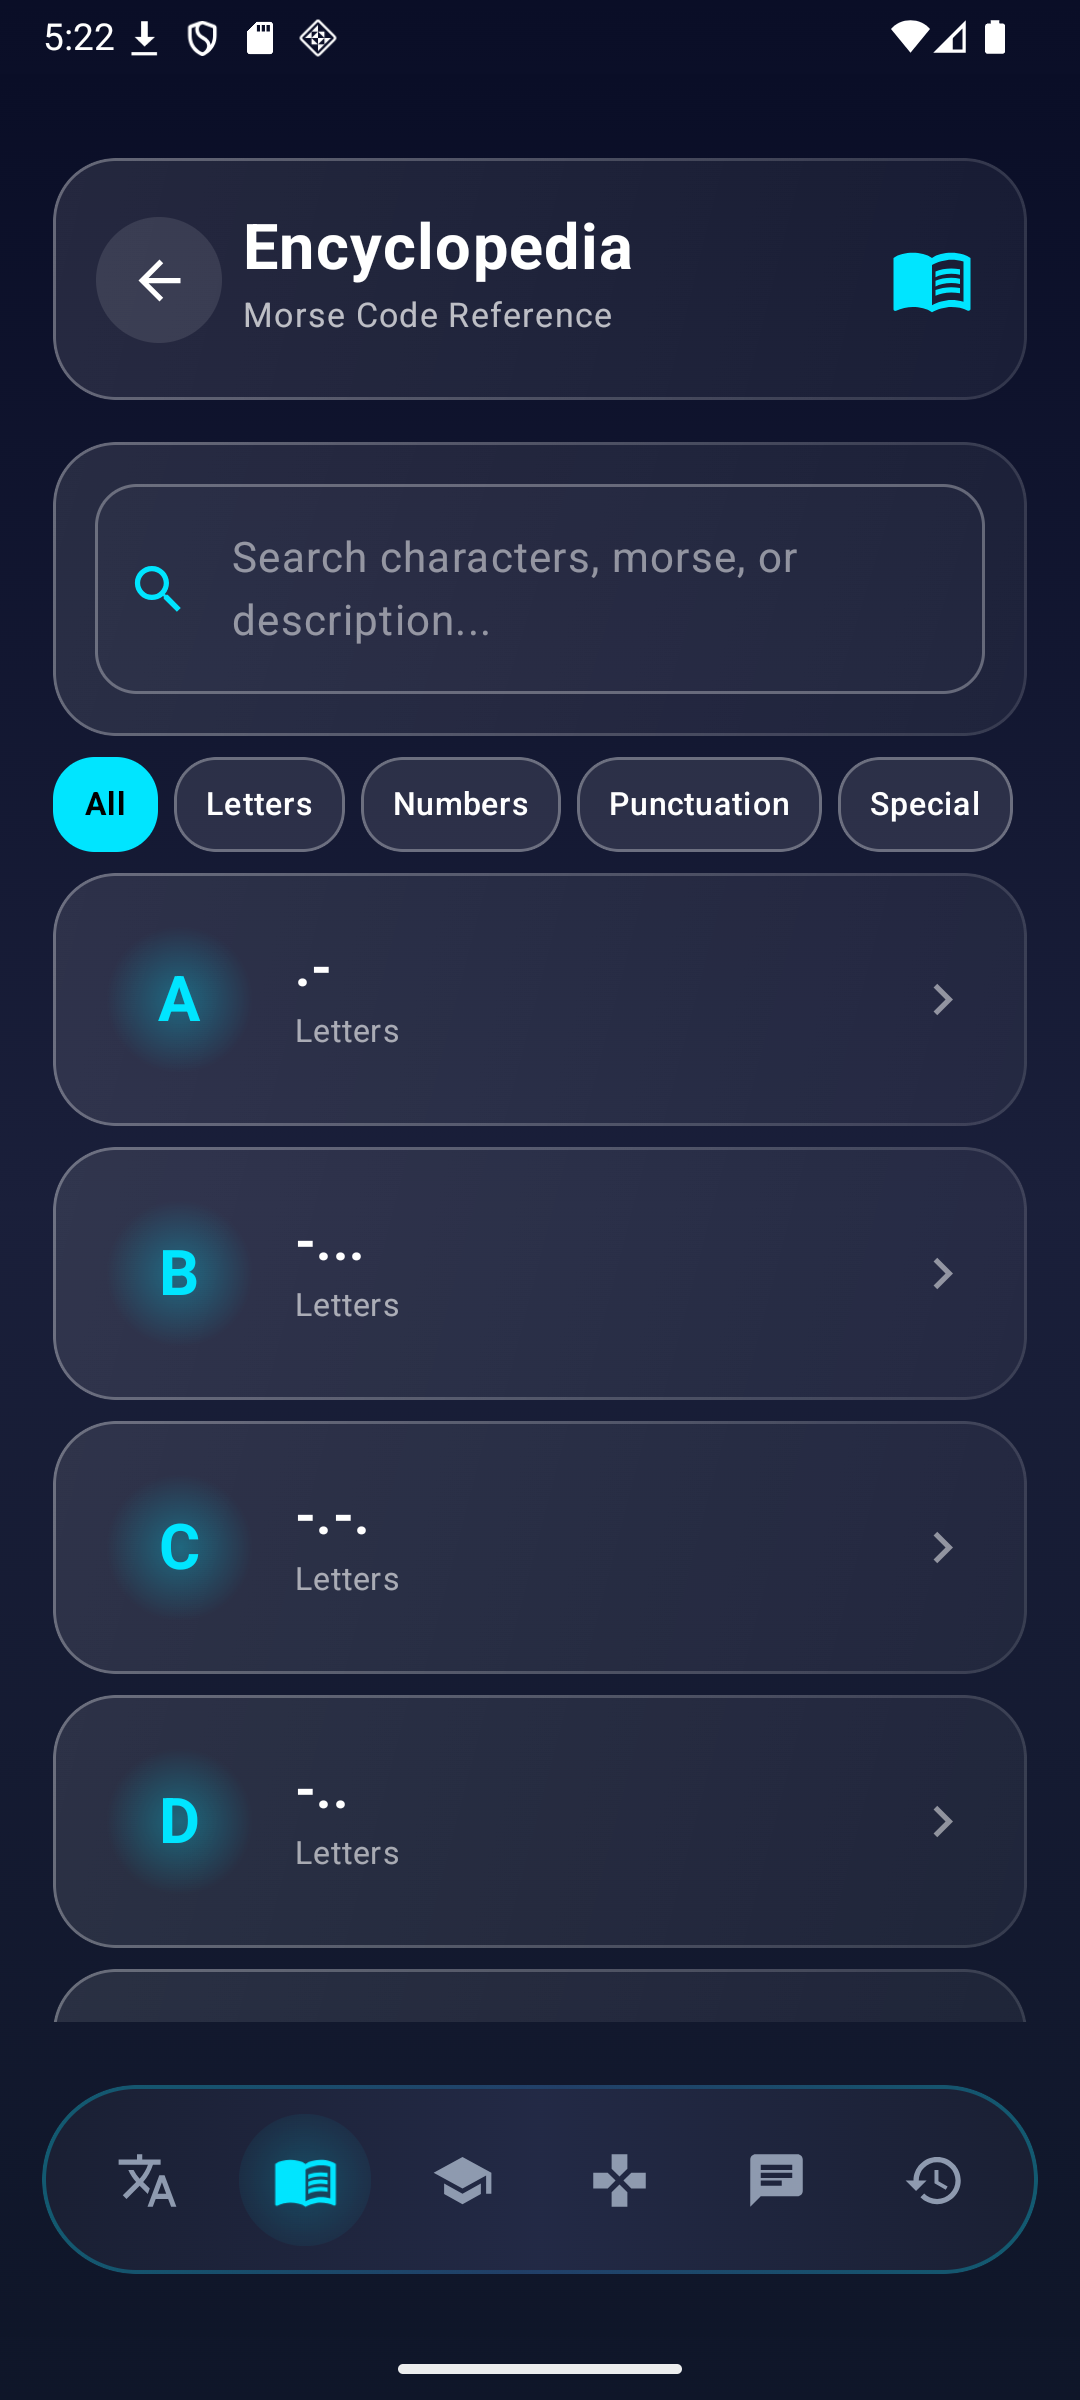 5:22
Encyclopedia
Morse Code Reference
Search characters, morse, or
description...
All Letters Numbers Punctuation Special
A .-
Letters
B -...
Letters
C -.-.
Letters
D -..
Letters